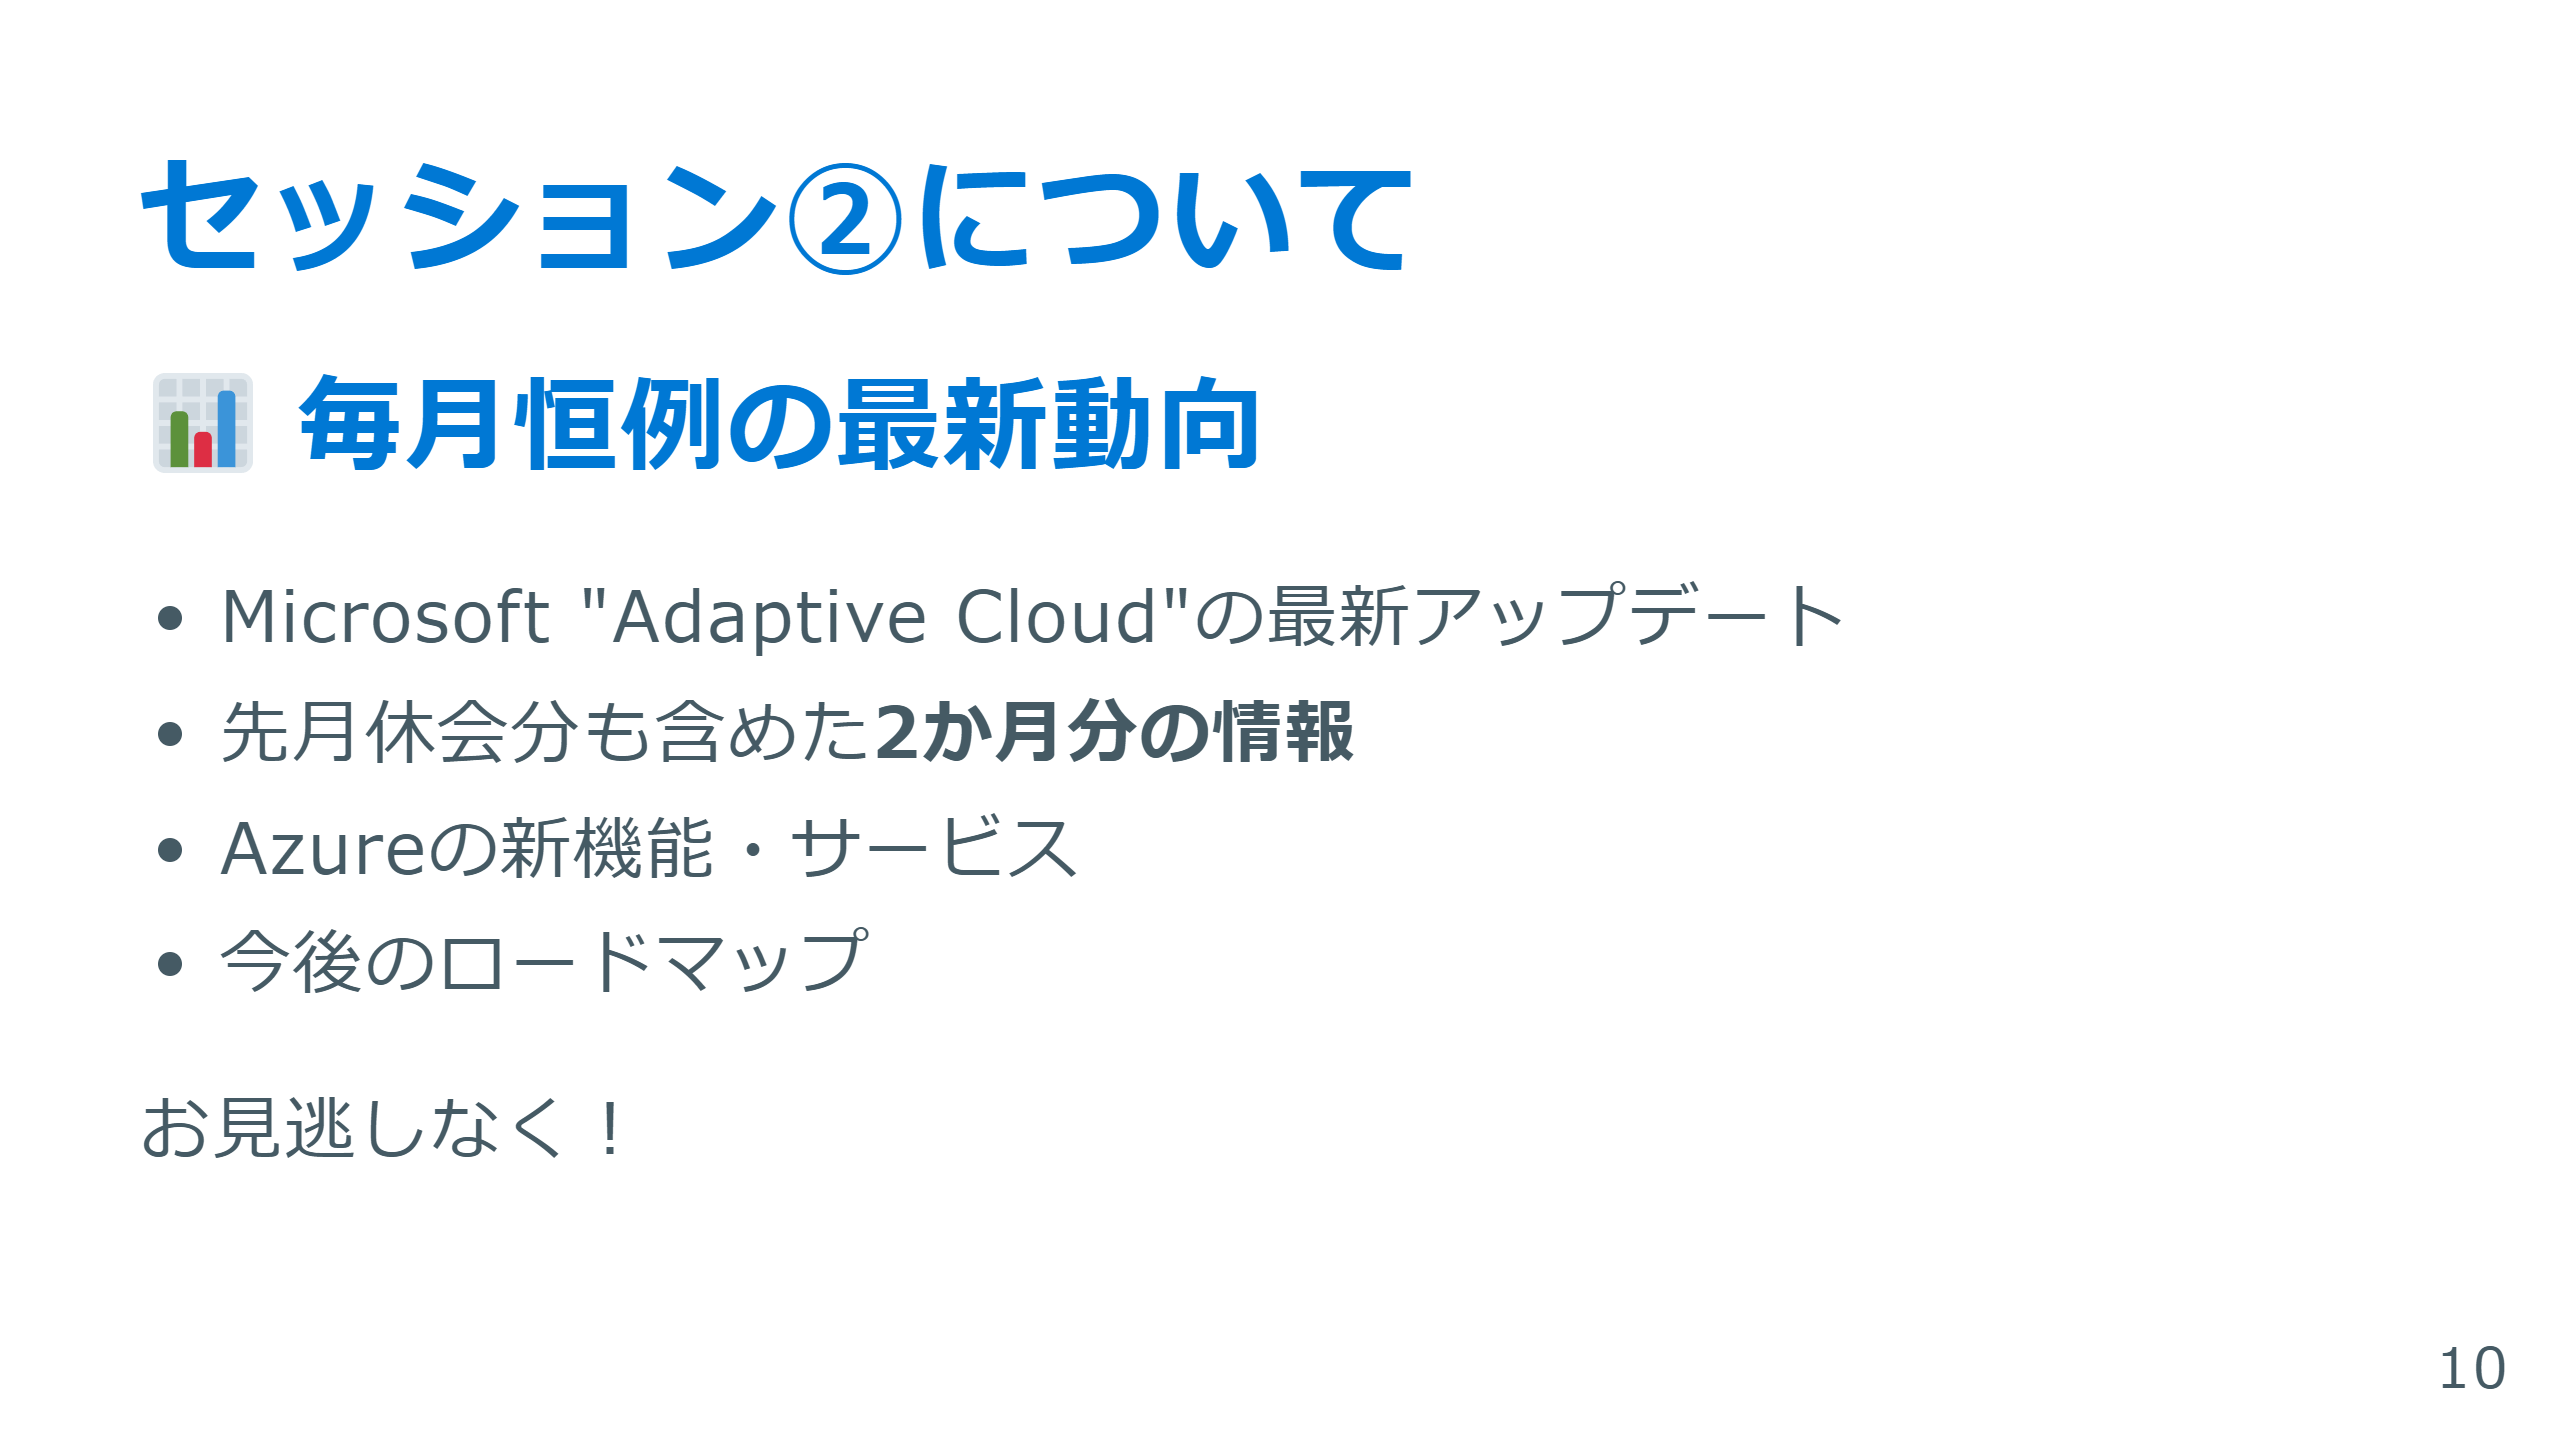 セッション②について
毎月恒例の最新動向
• Microsoft "Adaptive Cloud"の最新アップデート
• 先月休会分も含めた2か月分の情報
• Azureの新機能・サービス
• 今後のロードマップ
お見逃しなく！
10